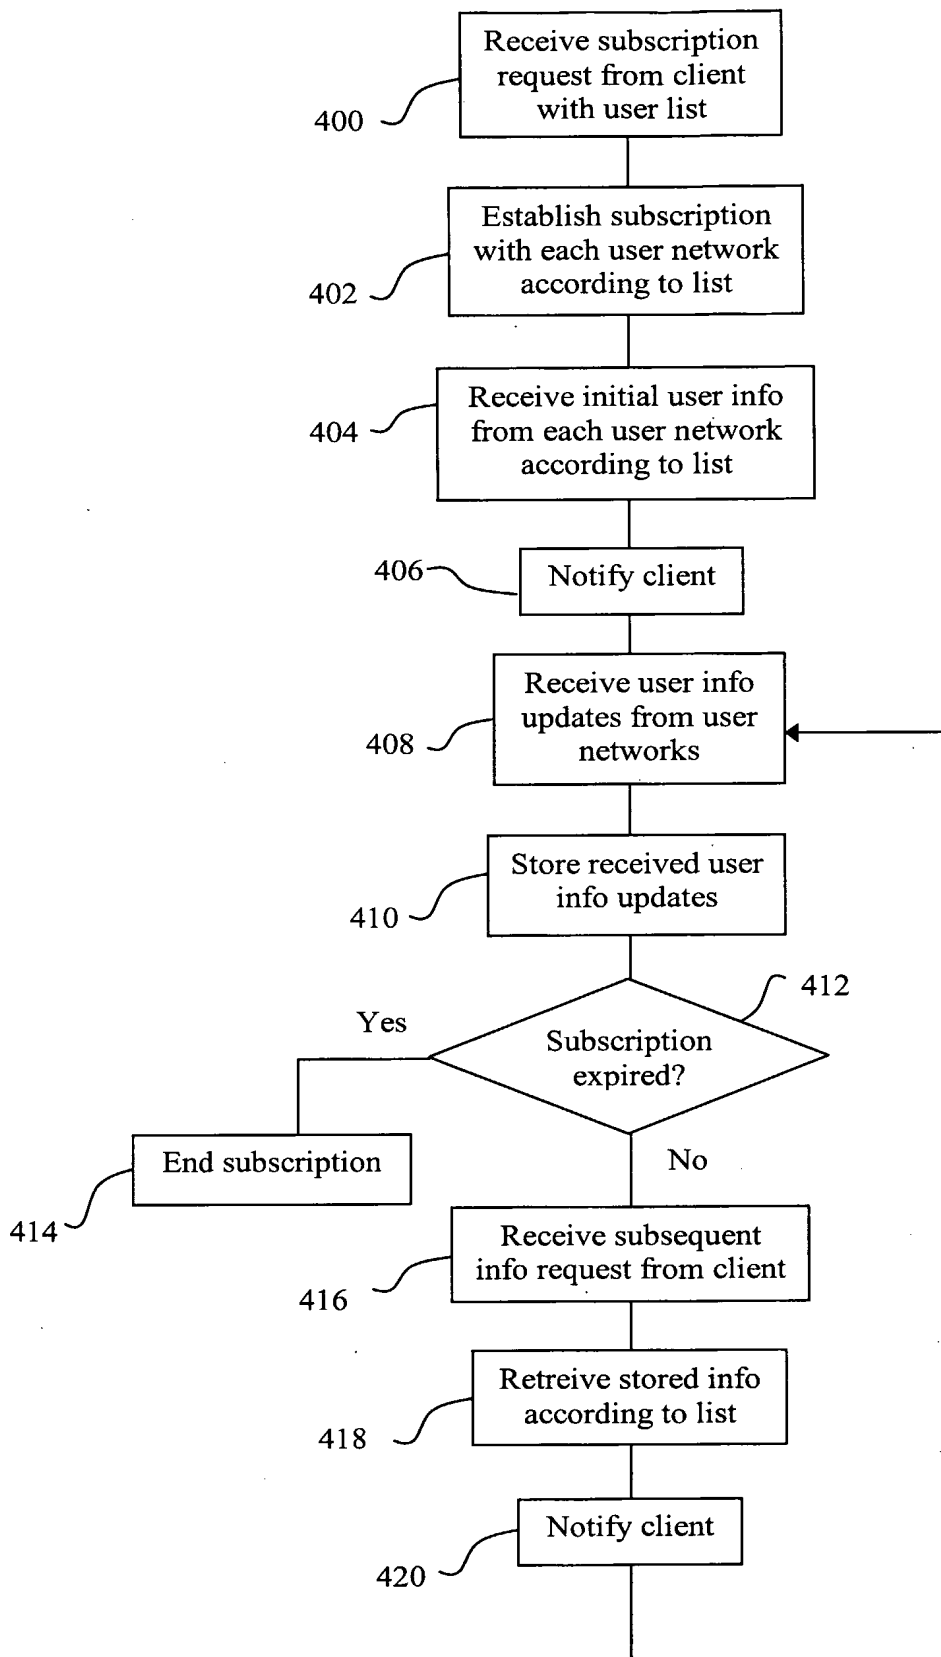 Receive subscription
request from client
with user list
400
Establish subscription
with each user network
according to list
402
Receive initial user info
from each user network
according to list
404
406
Notify client
Receive user info
updates from user
networks
408
Store received user
info updates
410
412
Yes
Subscription
expired?
End subscription
No
414
Receive subsequent
info request from client
416
Retreive stored info
according to list
418
Notify client
420